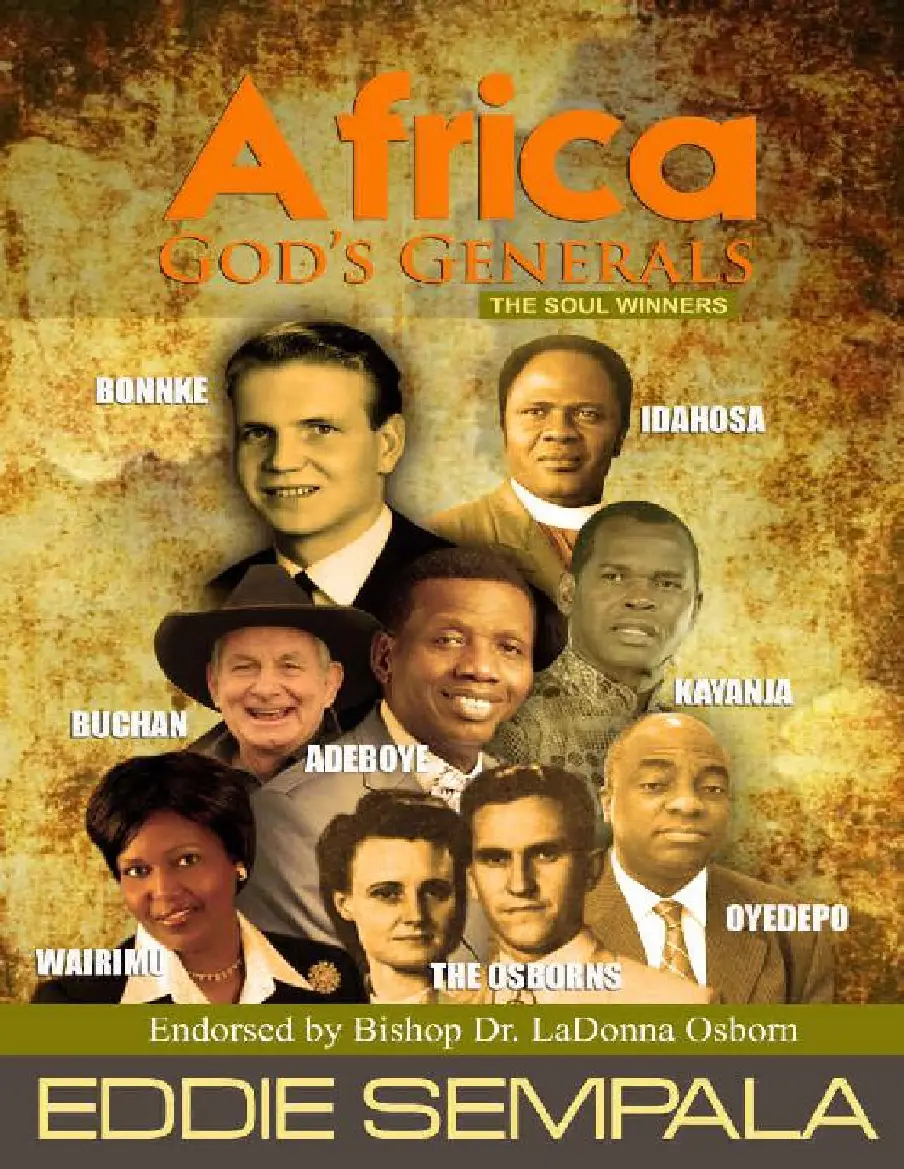 Africa
GOD'S GENERALS
THE SOUL WINNERS
BONNKE
IDAHOSA
KAYANJA
BUCHAN
ADEBOYE
OYEDEPO
WAIRIMU
THE OSBORNS
Endorsed by Bishop Dr. LaDonna Osborn
EDDIE SEMPALA